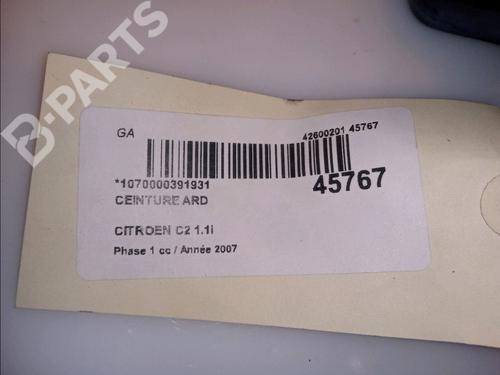 B-PARTS
GA
42600201 45767
*1070000391931
45767
CEINTURE ARD
CITROEN C2 1.1i
Phase 1 cc / Année 2007